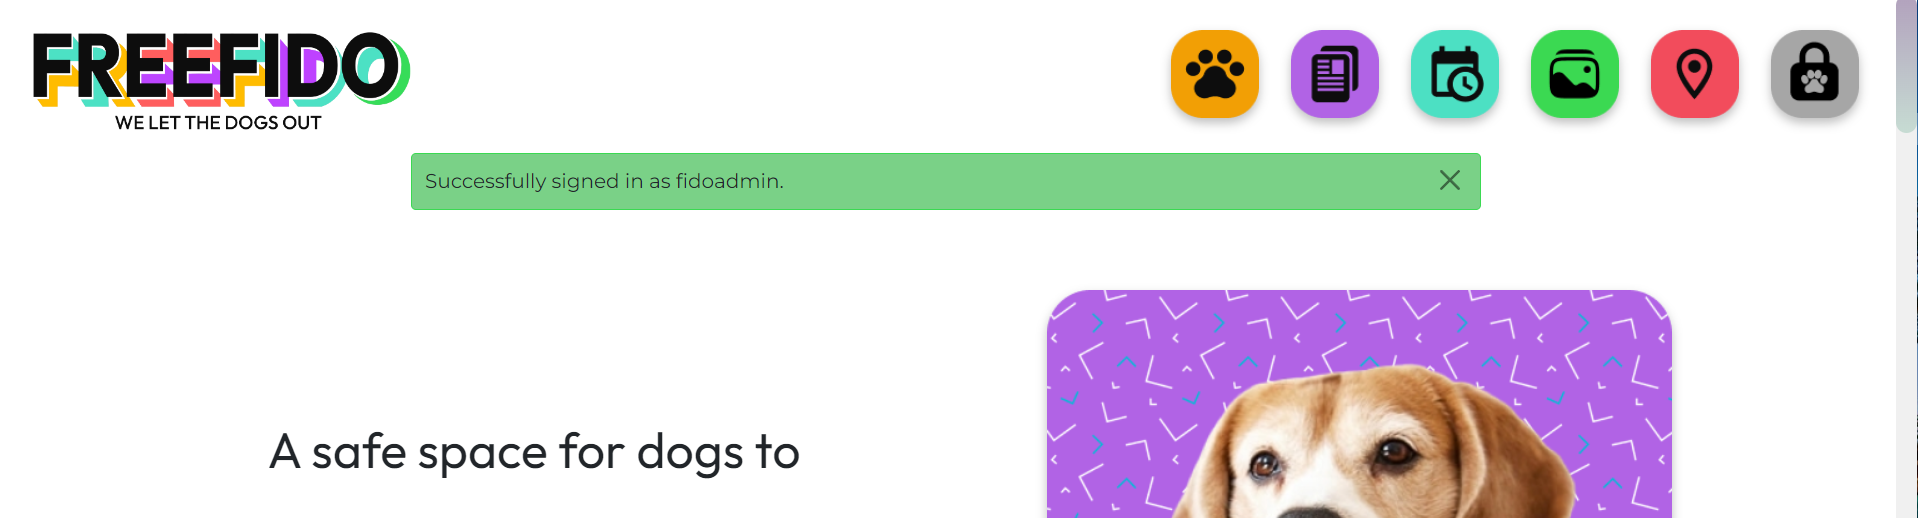 FREEFIDO
WE LET THE DOGS OUT
Successfully signed in as fidoadmin.
A safe space for dogs to